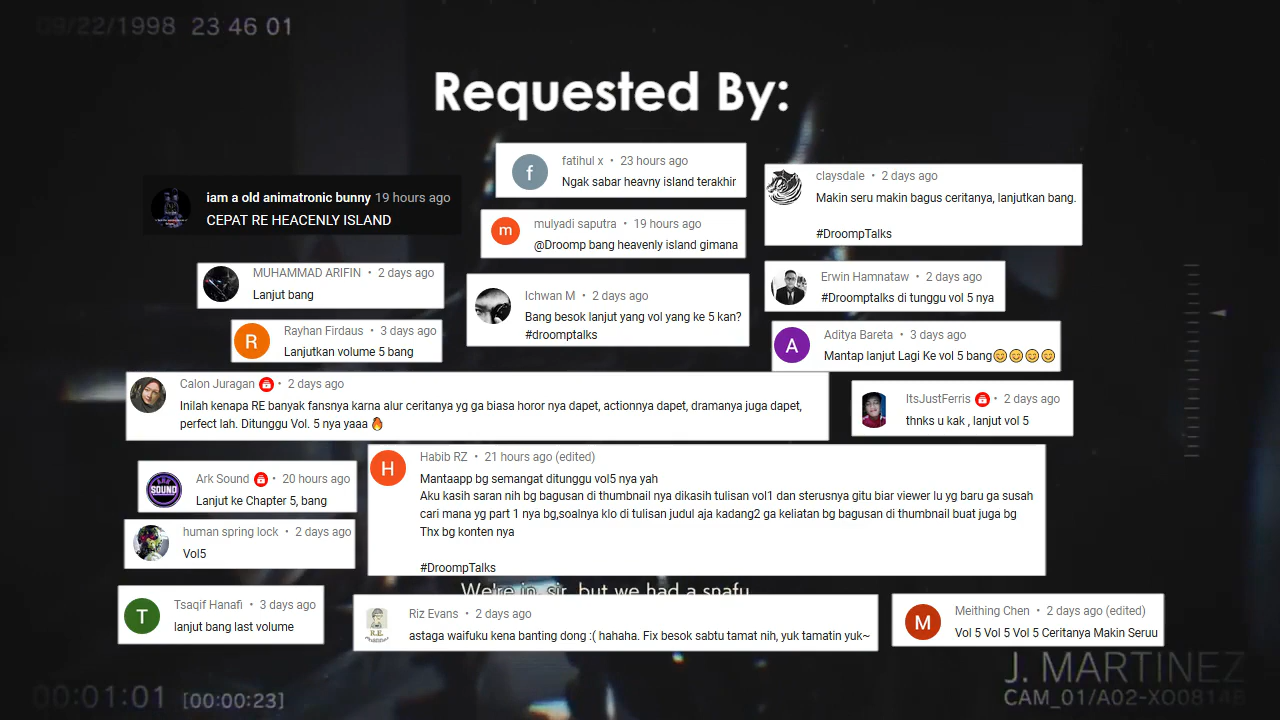 09/22/1998 23 46 01
Requested By:
fatihul x • 23 hours ago
Ngak sabar heavny island terakhir
claysdale • 2 days ago
Makin seru makin bagus ceritanya, lanjutkan bang.
#DroompTalks
iam a old animatronic bunny 19 hours ago
CEPAT RE HEACENLY ISLAND
mulyadi saputra • 19 hours ago
@Droomp bang heavenly island gimana
MUHAMMAD ARIFIN • 2 days ago
Lanjut bang
Ichwan M • 2 days ago
Bang besok lanjut yang vol yang ke 5 kan?
#droomptalks
Erwin Hamnataw • 2 days ago
#Droomptalks di tunggu vol 5 nya
Rayhan Firdaus • 3 days ago
Lanjutkan volume 5 bang
Aditya Bareta • 3 days ago
Mantap lanjut Lagi Ke vol 5 bang😊😊😊😊
Calon Juragan • 2 days ago
Inilah kenapa RE banyak fansnya karna alur ceritanya yg ga biasa horor nya dapet, actionnya dapet, dramanya juga dapet,
perfect lah. Ditunggu Vol. 5 nya yaaa 🔥
ItsJustFerris • 2 days ago
thnks u kak , lanjut vol 5
Ark Sound • 20 hours ago
Lanjut ke Chapter 5, bang
Habib RZ • 21 hours ago (edited)
Mantaapp bg semangat ditunggu vol5 nya yah
Aku kasih saran nih bg bagusan di thumbnail nya dikasih tulisan vol1 dan sterusnya gitu biar viewer lu yg baru ga susah
cari mana yg part 1 nya bg,soalnya klo di tulisan judul aja kadang2 ga keliatan bg bagusan di thumbnail buat juga bg
Thx bg konten nya
#DroompTalks
human spring lock • 2 days ago
Vol5
We're in, sir, but we had a snafu
Tsaqif Hanafi • 3 days ago
lanjut bang last volume
Riz Evans • 2 days ago
astaga waifuku kena banting dong :( hahaha. Fix besok sabtu tamat nih, yuk tamatin yuk~
Meithing Chen • 2 days ago (edited)
Vol 5 Vol 5 Vol 5 Ceritanya Makin Seruu
J. MARTINEZ
CAM_01/A02-XO08146
00:01:01 [00:00:23]